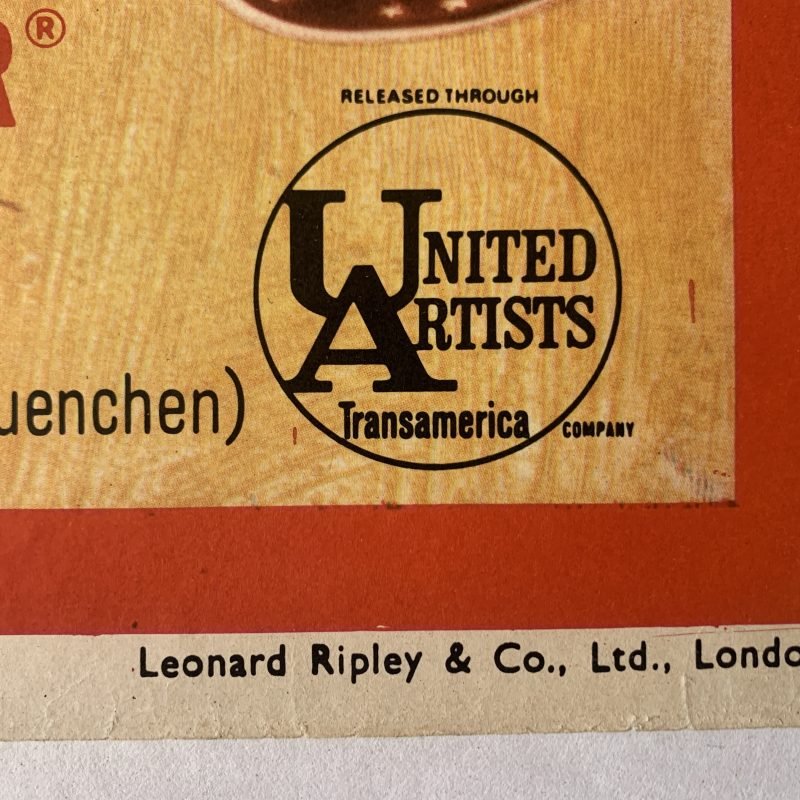 R®
RELEASED THROUGH
UNITED
ARTISTS
Transamerica COMPANY
uenchen)
Leonard Ripley & Co., Ltd., Londo